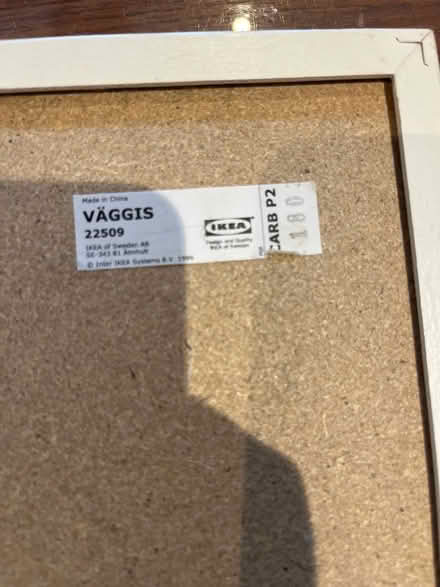 Made in China
VÄGGIS
22509
IKEA of Sweden AB
SE-343 81 Älmhult
© Inter IKEA Systems B.V. 1999
IKEA
Design and Quality
IKEA of Sweden
CARB P2
180